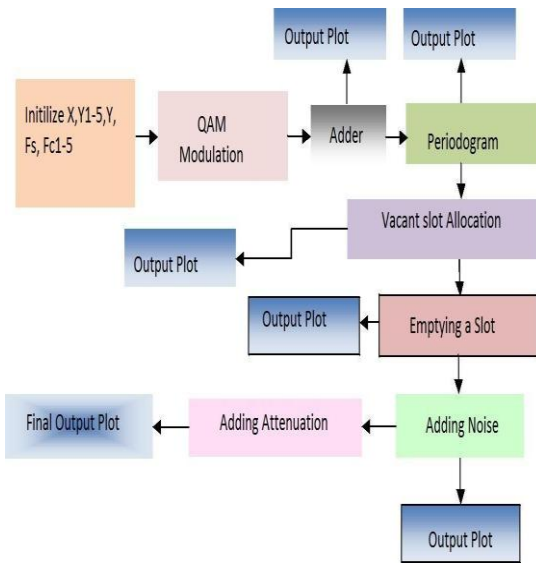 Output Plot
Output Plot
Initilize X,Y1-5,Y,
Fs, Fc1-5
QAM
Modulation
Adder
Periodogram
Vacant slot Allocation
Output Plot
Output Plot
Emptying a Slot
Final Output Plot
Adding Attenuation
Adding Noise
Output Plot